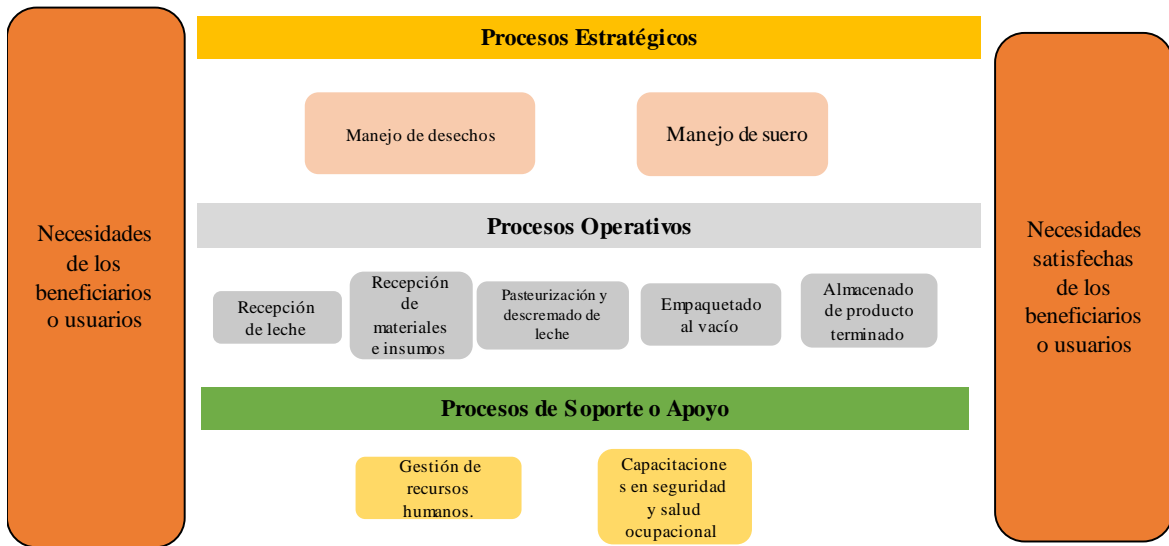 Necesidades
de los
beneficiarios
o usuarios
Procesos Estratégicos
Manejo de desechos
Manejo de suero
Procesos Operativos
Recepción
de leche
Recepción
de
materiales
e insumos
Pasteurización y
descremado de
leche
Empaquetado
al vacío
Almacenado
de producto
terminado
Procesos de Soporte o Apoyo
Gestión de
recursos
humanos.
Capacitacione
s en seguridad
y salud
ocupacional
Necesidades
satisfechas
de los
beneficiarios
o usuarios